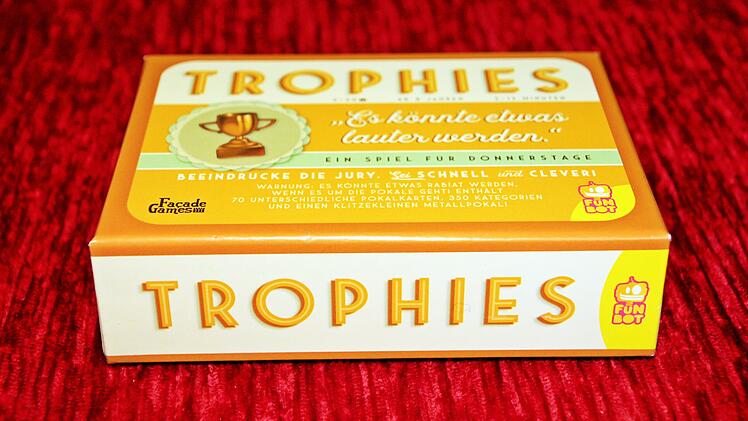 TROPHIES
„Es könnte etwas
lauter werden.“
EIN SPIEL FÜR DONNERSTAGE
BEEINDRUCKE DIE JURY. Sei SCHNELL und CLEVER!
WARNUNG: ES KÖNNTE ETWAS RABIAT WERDEN,
WENN ES UM DIE POKALE GEHT! ENTHÄLT
70 UNTERSCHIEDLICHE POKALKARTEN, 350 KATEGORIEN
UND EINEN KLITZEKLEINEN METALLPOKAL!
Façade
Games
FUN
BOT
TROPHIES
FUN
BOT